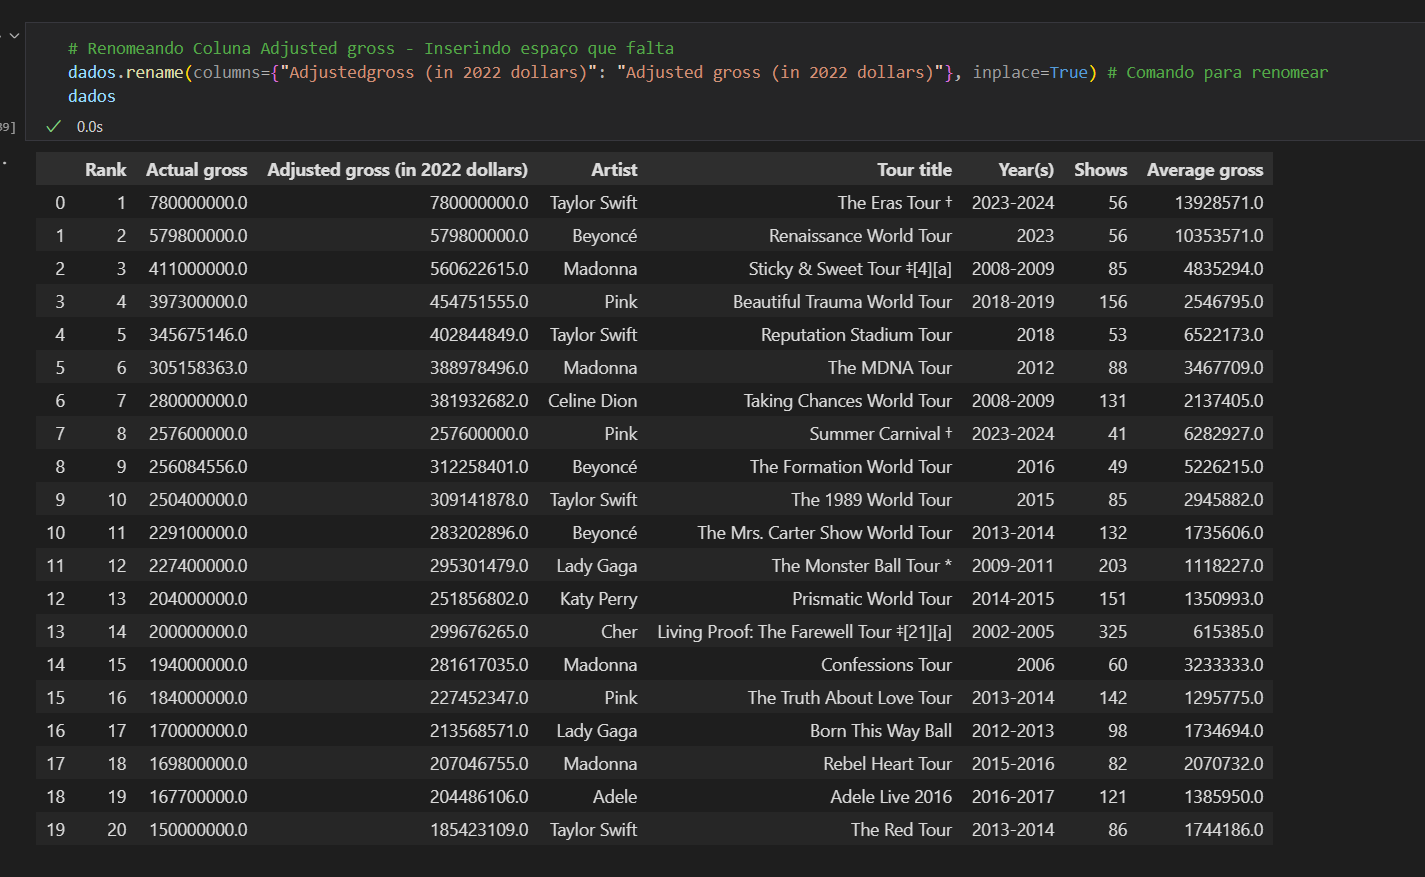 # Renomeando Coluna Adjusted gross - Inserindo espaço que falta
dados.rename(columns={"Adjustedgross (in 2022 dollars)": "Adjusted gross (in 2022 dollars)"}, inplace=True) # Comando para renomear
dados
39] ✓ 0.0s
Rank Actual gross Adjusted gross (in 2022 dollars) Artist Tour title Year(s) Shows Average gross
0 1 780000000.0 780000000.0 Taylor Swift The Eras Tour † 2023-2024 56 13928571.0
1 2 579800000.0 579800000.0 Beyoncé Renaissance World Tour 2023 56 10353571.0
2 3 411000000.0 560622615.0 Madonna Sticky & Sweet Tour ‡[4][a] 2008-2009 85 4835294.0
3 4 397300000.0 454751555.0 Pink Beautiful Trauma World Tour 2018-2019 156 2546795.0
4 5 345675146.0 402844849.0 Taylor Swift Reputation Stadium Tour 2018 53 6522173.0
5 6 305158363.0 388978496.0 Madonna The MDNA Tour 2012 88 3467709.0
6 7 280000000.0 381932682.0 Celine Dion Taking Chances World Tour 2008-2009 131 2137405.0
7 8 257600000.0 257600000.0 Pink Summer Carnival † 2023-2024 41 6282927.0
8 9 256084556.0 312258401.0 Beyoncé The Formation World Tour 2016 49 5226215.0
9 10 250400000.0 309141878.0 Taylor Swift The 1989 World Tour 2015 85 2945882.0
10 11 229100000.0 283202896.0 Beyoncé The Mrs. Carter Show World Tour 2013-2014 132 1735606.0
11 12 227400000.0 295301479.0 Lady Gaga The Monster Ball Tour * 2009-2011 203 1118227.0
12 13 204000000.0 251856802.0 Katy Perry Prismatic World Tour 2014-2015 151 1350993.0
13 14 200000000.0 299676265.0 Cher Living Proof: The Farewell Tour ‡[21][a] 2002-2005 325 615385.0
14 15 194000000.0 281617035.0 Madonna Confessions Tour 2006 60 3233333.0
15 16 184000000.0 227452347.0 Pink The Truth About Love Tour 2013-2014 142 1295775.0
16 17 170000000.0 213568571.0 Lady Gaga Born This Way Ball 2012-2013 98 1734694.0
17 18 169800000.0 207046755.0 Madonna Rebel Heart Tour 2015-2016 82 2070732.0
18 19 167700000.0 204486106.0 Adele Adele Live 2016 2016-2017 121 1385950.0
19 20 150000000.0 185423109.0 Taylor Swift The Red Tour 2013-2014 86 1744186.0